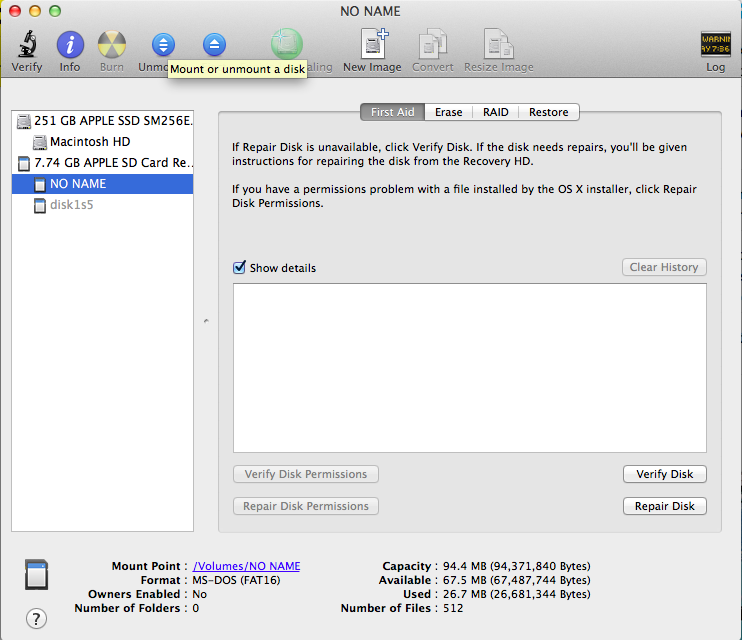 NO NAME
Verify
Info
Burn
Unmo
aling
New Image
Convert
Resize Image
WARNIN
AY 7:36
Log
Mount or unmount a disk
251 GB APPLE SSD SM256E.
Macintosh HD
7.74 GB APPLE SD Card Re..
NO NAME
disk1s5
First Aid
Erase
RAID
Restore
If Repair Disk is unavailable, click Verify Disk. If the disk needs repairs, you'll be given
instructions for repairing the disk from the Recovery HD.
If you have a permissions problem with a file installed by the OS X installer, click Repair
Disk Permissions.
Show details
Clear History
Verify Disk Permissions
Verify Disk
Repair Disk Permissions
Repair Disk
Mount Point : /Volumes/NO NAME
Format : MS-DOS (FAT16)
Owners Enabled : No
Number of Folders : 0
Capacity : 94.4 MB (94,371,840 Bytes)
Available : 67.5 MB (67,487,744 Bytes)
Used : 26.7 MB (26,681,344 Bytes)
Number of Files : 512
?